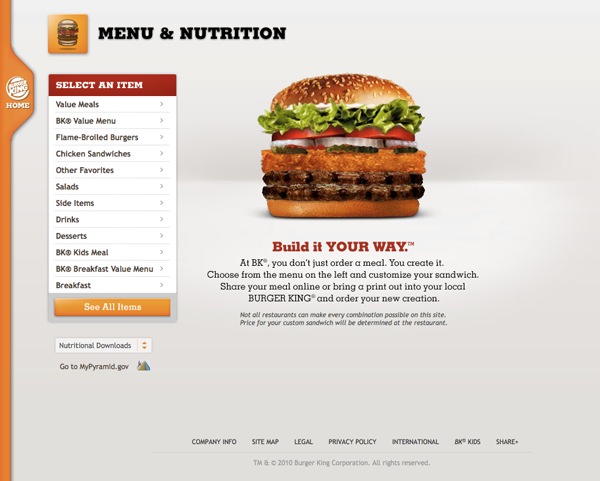 MENU & NUTRITION
BURGER KING
HOME
SELECT AN ITEM
Value Meals
BK® Value Menu
Flame-Broiled Burgers
Chicken Sandwiches
Other Favorites
Salads
Side Items
Drinks
Desserts
BK® Kids Meal
BK® Breakfast Value Menu
Breakfast
See All Items
Nutritional Downloads
Go to MyPyramid.gov
Build it YOUR WAY.™
At BK®, you don't just order a meal. You create it.
Choose from the menu on the left and customize your sandwich.
Share your meal online or bring a print out into your local
BURGER KING® and order your new creation.
Not all restaurants can make every combination possible on this site.
Price for your custom sandwich will be determined at the restaurant.
COMPANY INFO SITE MAP LEGAL PRIVACY POLICY INTERNATIONAL BK® KIDS SHARE+
TM & © 2010 Burger King Corporation. All rights reserved.